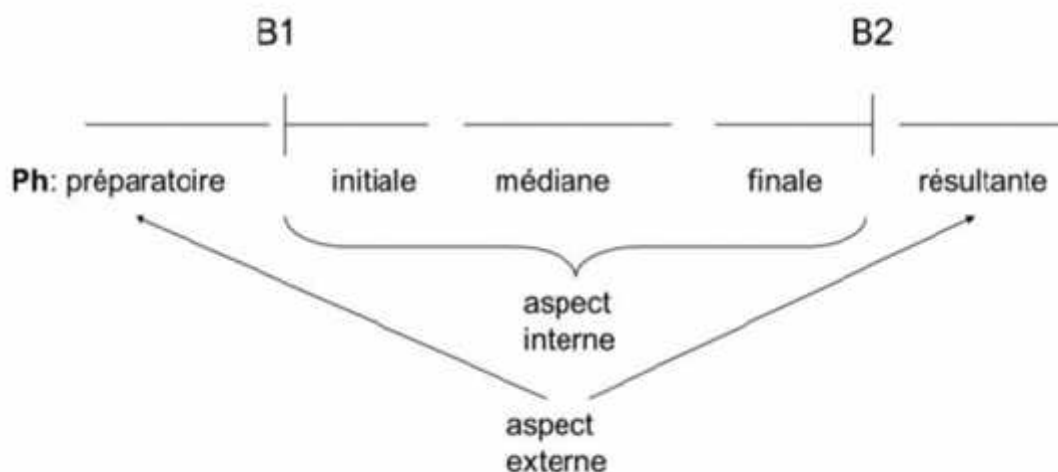 B1 B2
Ph: préparatoire initiale médiane finale résultante
aspect
interne
aspect
externe